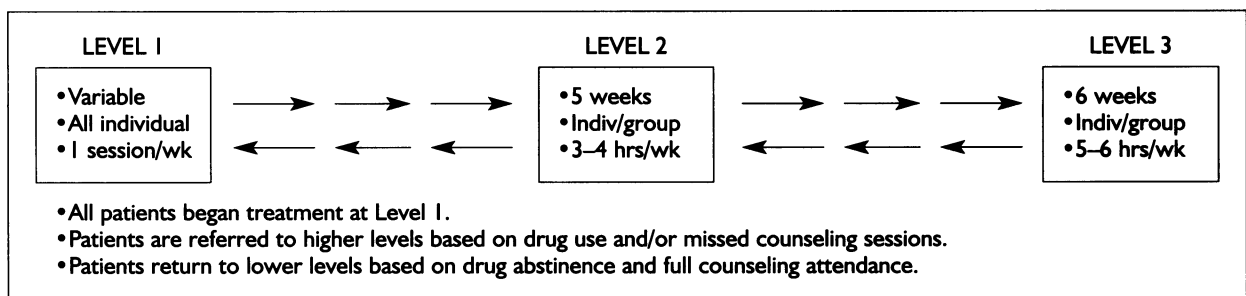 LEVEL 1
•Variable
•All individual
•1 session/wk
LEVEL 2
•5 weeks
•Indiv/group
•3–4 hrs/wk
LEVEL 3
•6 weeks
•Indiv/group
•5–6 hrs/wk
•All patients began treatment at Level 1.
•Patients are referred to higher levels based on drug use and/or missed counseling sessions.
•Patients return to lower levels based on drug abstinence and full counseling attendance.